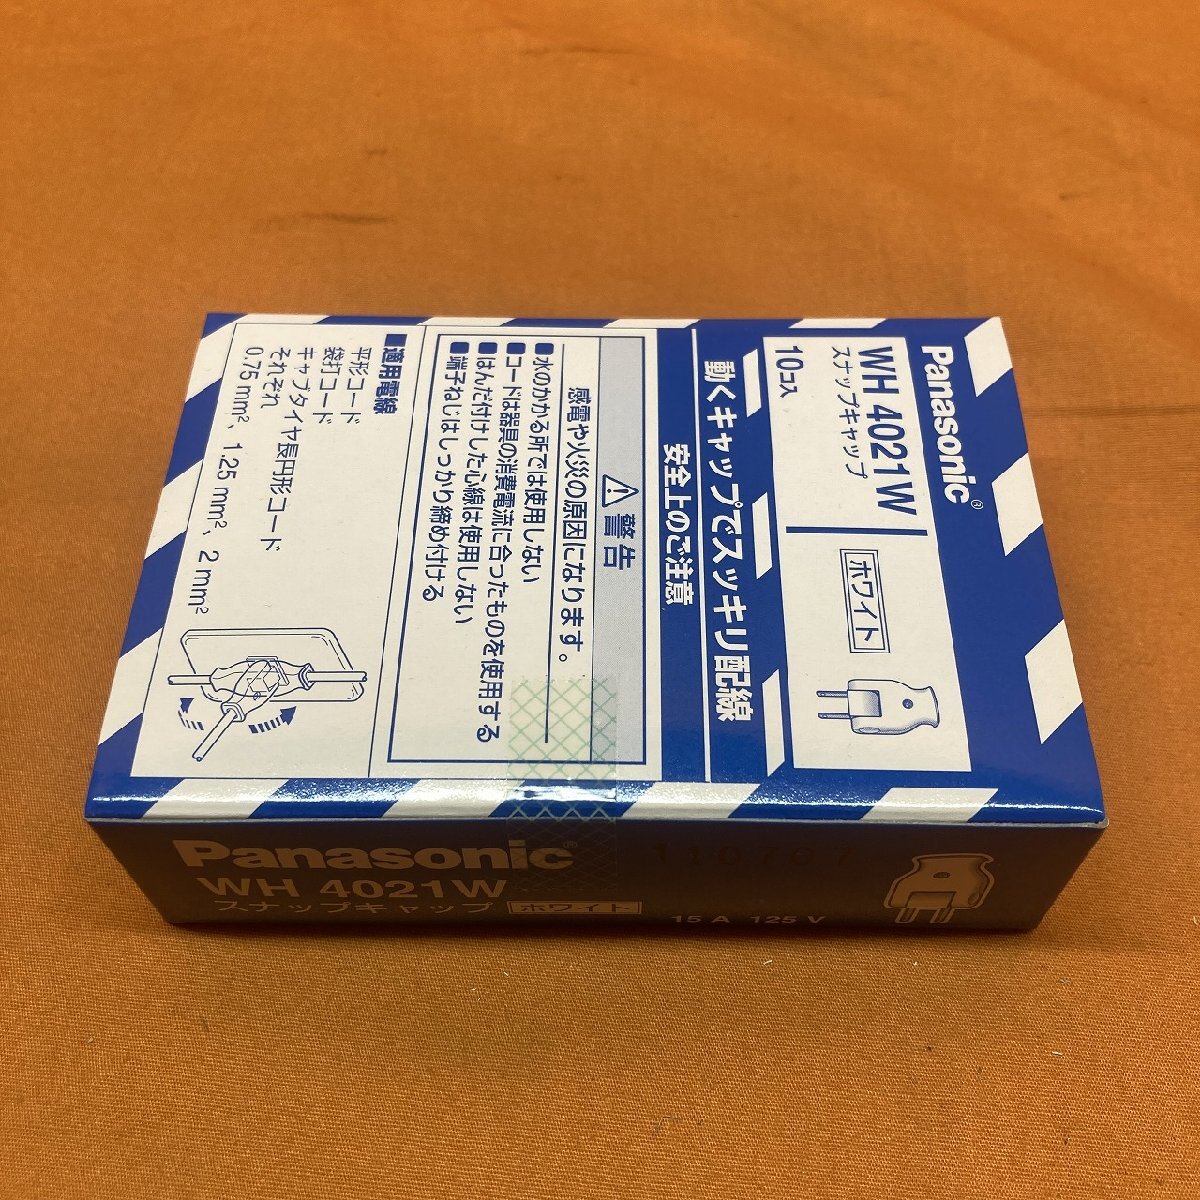 Panasonic®
WH 4021W
スナップキャップ
10コ入
ホワイト
動くキャップでスッキリ配線
安全上のご注意
⚠警告
感電や火災の原因になります。
■水のかかる所では使用しない
■コードは器具の消費電流に合ったものを使用する
■はんだ付けした心線は使用しない
■端子ねじはしっかり締め付ける
■適用電線
平形コード
袋打コード
キャブタイヤ長円形コード
それぞれ
0.75 mm²、1.25 mm²、2 mm²
Panasonic®
WH 4021W
スナップキャップ ホワイト
110767
15 A 125 V